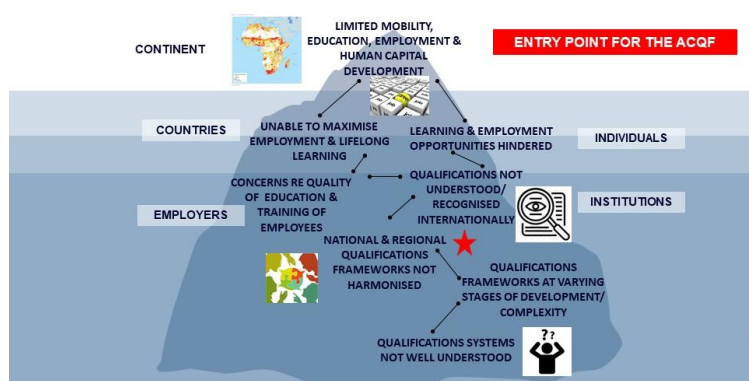 LIMITED MOBILITY,
EDUCATION, EMPLOYMENT &
HUMAN CAPITAL
DEVELOPMENT
CONTINENT
ENTRY POINT FOR THE ACQF
COUNTRIES
UNABLE TO MAXIMISE
EMPLOYMENT & LIFELONG
LEARNING
LEARNING & EMPLOYMENT
OPPORTUNITIES HINDERED
INDIVIDUALS
CONCERNS RE QUALITY
OF EDUCATION &
TRAINING OF
EMPLOYEES
QUALIFICATIONS NOT
UNDERSTOOD/
RECOGNISED
INTERNATIONALLY
EMPLOYERS
INSTITUTIONS
NATIONAL & REGIONAL
QUALIFICATIONS
FRAMEWORKS NOT
HARMONISED
QUALIFICATIONS
FRAMEWORKS AT VARYING
STAGES OF DEVELOPMENT/
COMPLEXITY
QUALIFICATIONS SYSTEMS
NOT WELL UNDERSTOOD
??